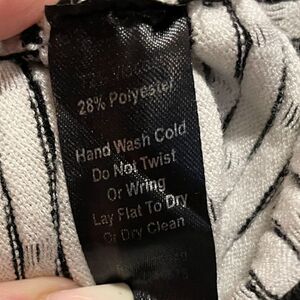 28% Polyester
Hand Wash Cold
Do Not Twist
Or Wring
Lay Flat To Dry
Or Dry Clean